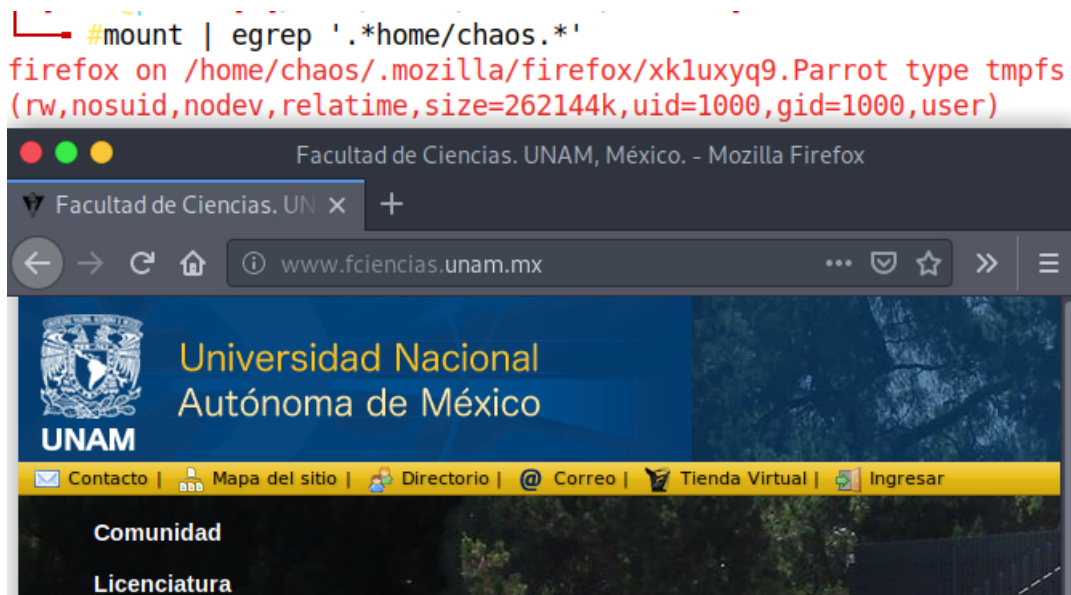 #mount | egrep '.*home/chaos.*'
firefox on /home/chaos/.mozilla/firefox/xk1uxyq9.Parrot type tmpfs
(rw,nosuid,nodev,relatime,size=262144k,uid=1000,gid=1000,user)
Facultad de Ciencias. UNAM, México. - Mozilla Firefox
Facultad de Ciencias. UN
www.fciencias.unam.mx
Universidad Nacional
Autónoma de México
UNAM
Contacto | Mapa del sitio | Directorio | @ Correo | Tienda Virtual | Ingresar
Comunidad
Licenciatura